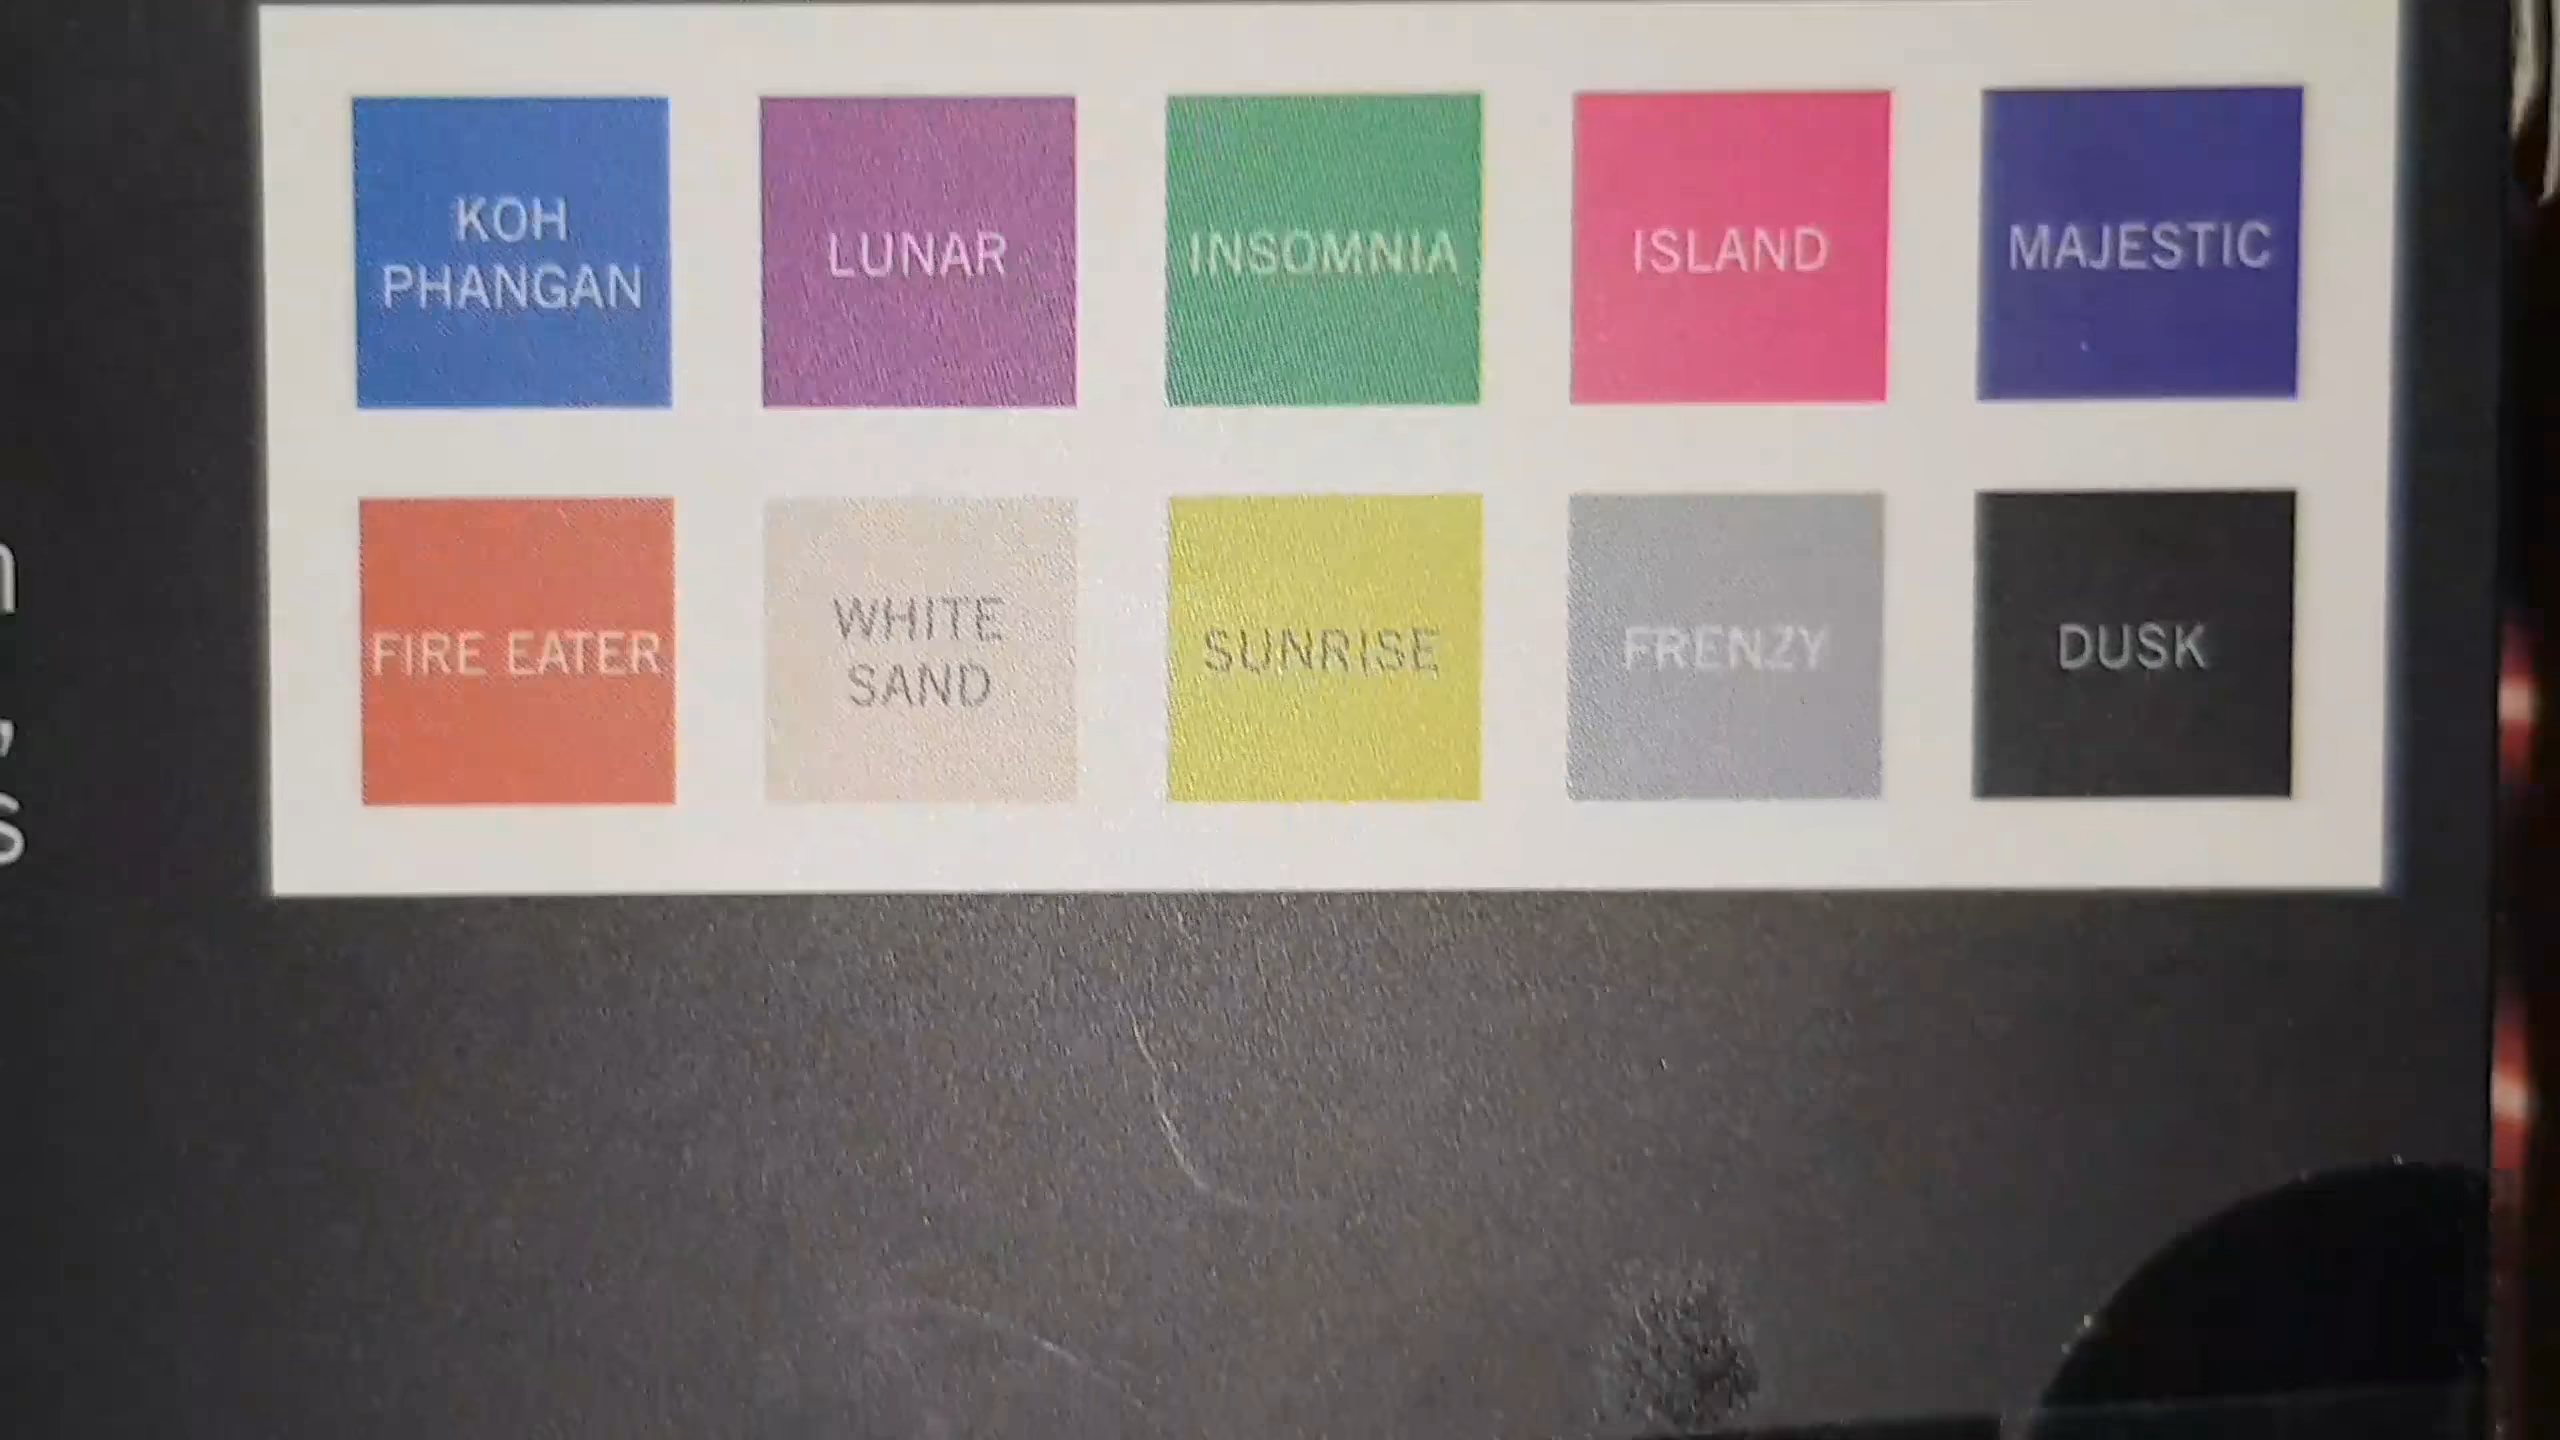 KOH
PHANGAN
LUNAR
INSOMNIA
ISLAND
MAJESTIC
FIRE EATER
WHITE
SAND
SUNRISE
FRENZY
DUSK